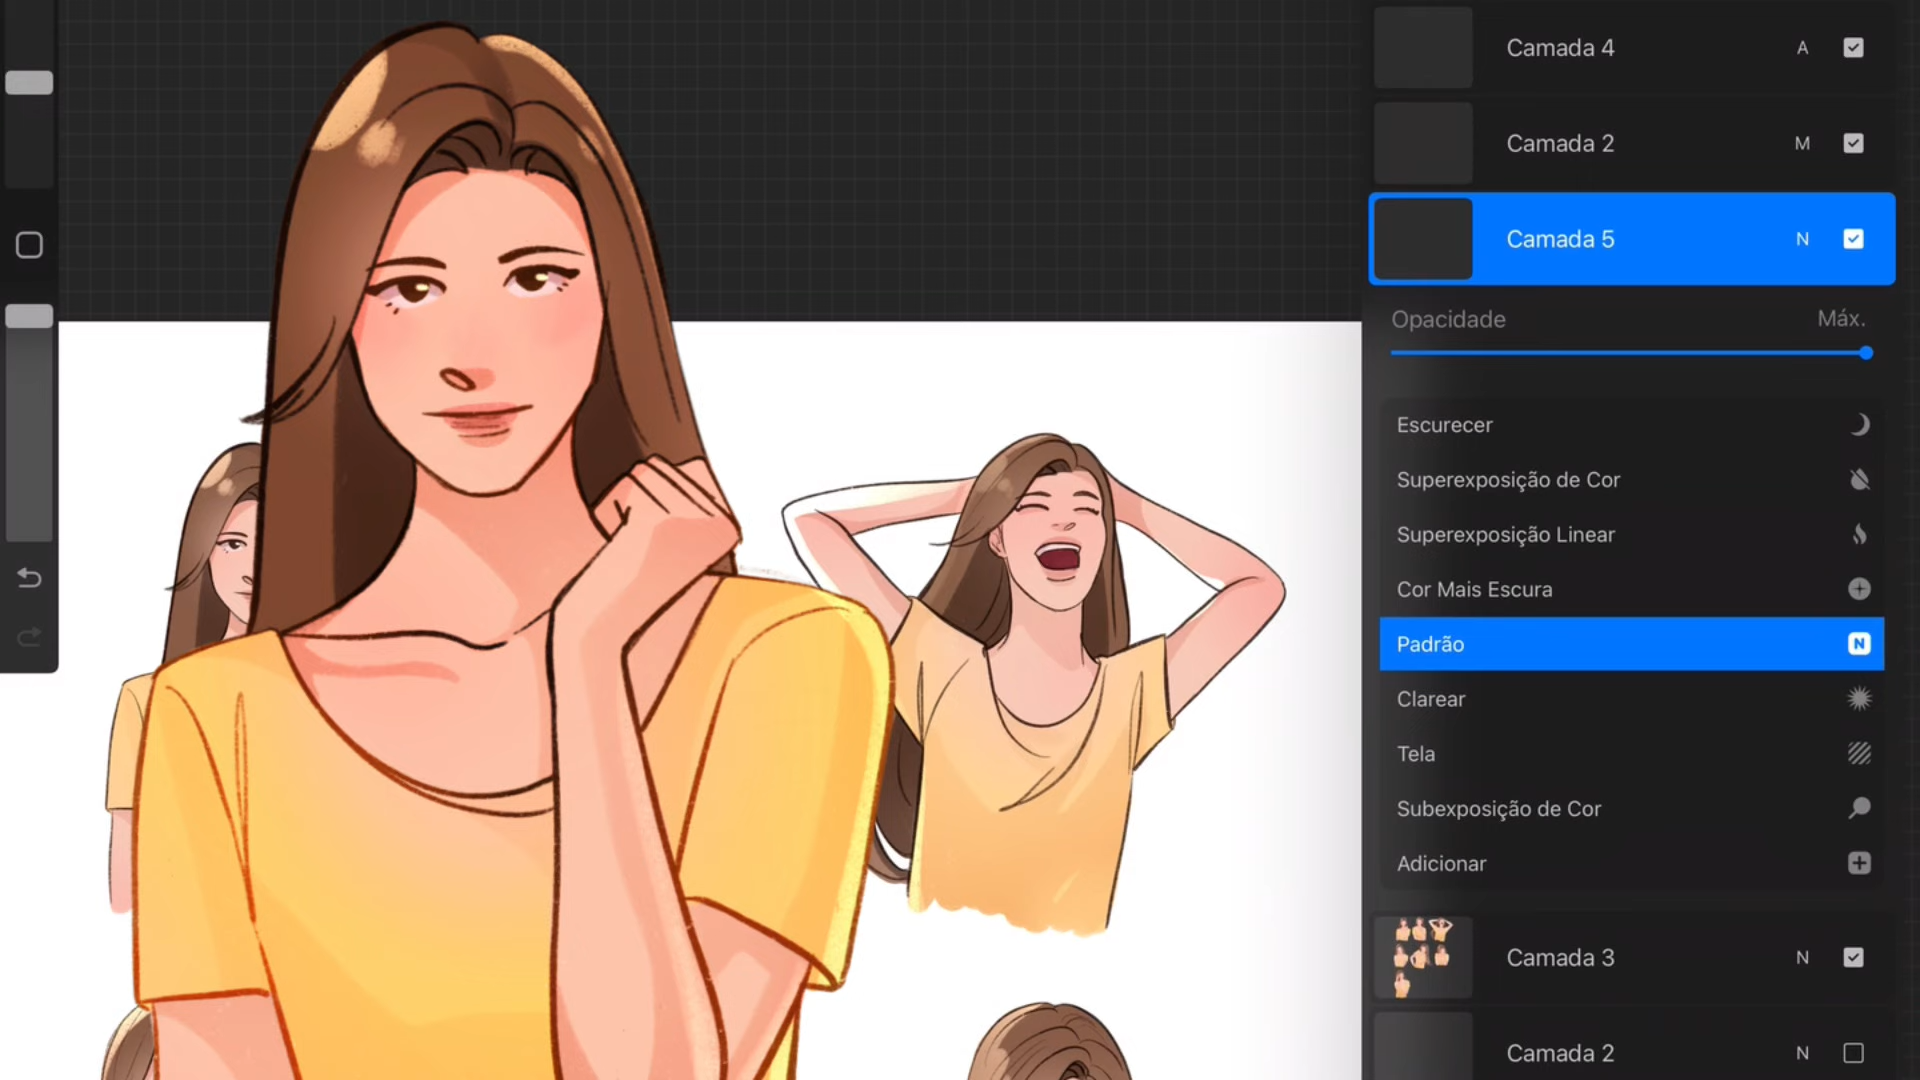 Camada 4 A
Camada 2 M
Camada 5 N
Opacidade Máx.
Escurecer
Superexposição de Cor
Superexposição Linear
Cor Mais Escura
Padrão N
Clarear
Tela
Subexposição de Cor
Adicionar
Camada 3 N
Camada 2 N